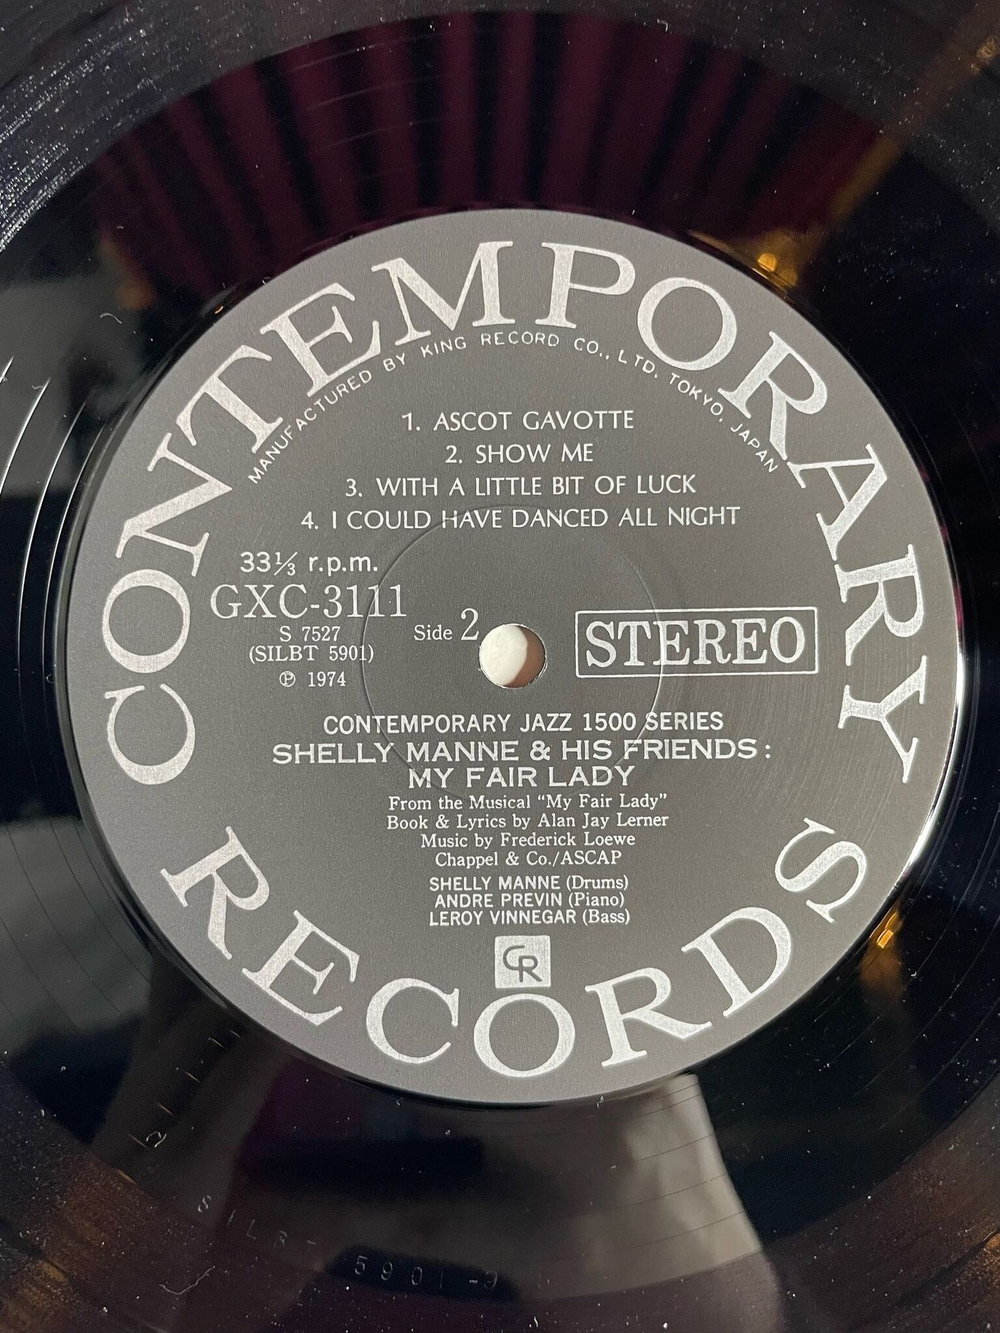 CONTEMPORARY
MANUFACTURED BY KING RECORD CO., LTD. TOKYO, JAPAN
1. ASCOT GAVOTTE
2. SHOW ME
3. WITH A LITTLE BIT OF LUCK
4. I COULD HAVE DANCED ALL NIGHT
33⅓ r.p.m.
GXC-3111
S 7527
(SILBT 5901)
℗ 1974
Side 2
STEREO
CONTEMPORARY JAZZ 1500 SERIES
SHELLY MANNE & HIS FRIENDS:
MY FAIR LADY
From the Musical “My Fair Lady”
Book & Lyrics by Alan Jay Lerner
Music by Frederick Loewe
Chappel & Co./ASCAP
SHELLY MANNE (Drums)
ANDRE PREVIN (Piano)
LEROY VINNEGAR (Bass)
CR
RECORDS